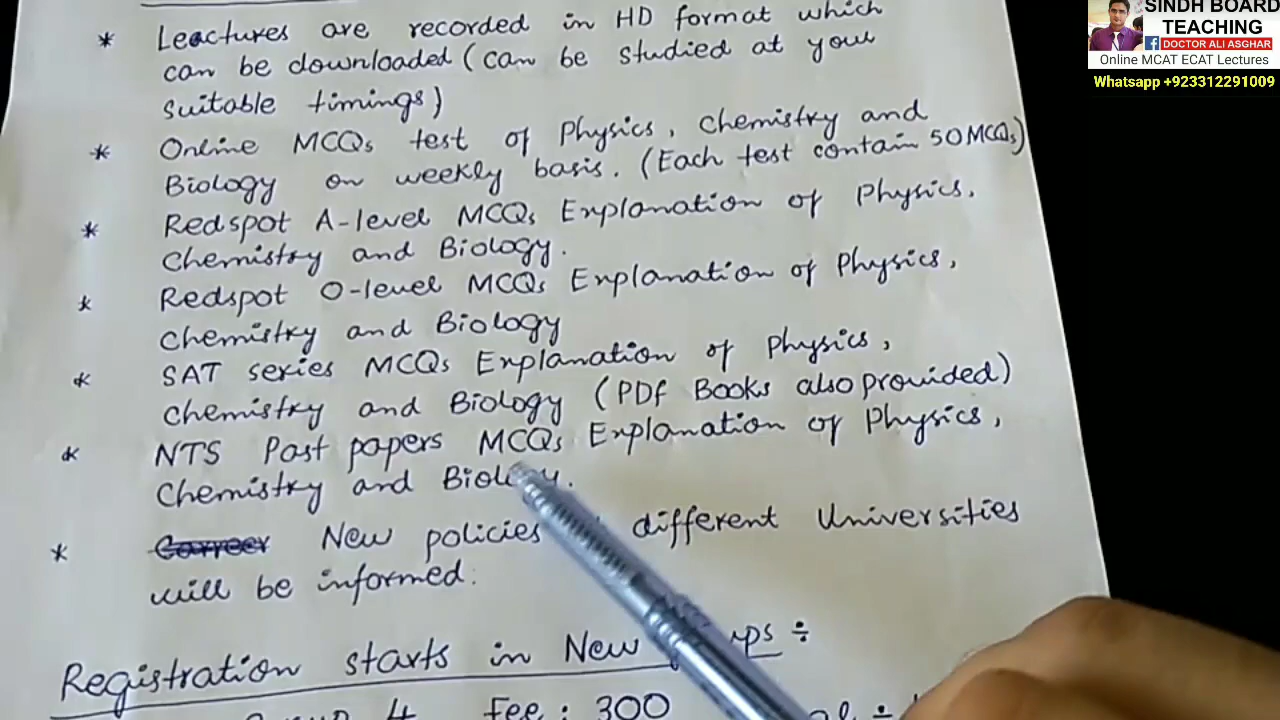 SINDH BOARD
TEACHING
DOCTOR ALI ASGHAR
Online MCAT ECAT Lectures
Whatsapp +923312291009
* Leactures are recorded in HD format which
can be downloaded (can be studied at your
suitable timings)
* Online MCQs test of Physics, Chemistry and
Biology on weekly basis. (Each test contain 50 MCQs)
* Redspot A-level MCQs Explanation of Physics,
Chemistry and Biology.
* Redspot O-level MCQs Explanation of Physics,
Chemistry and Biology
* SAT series MCQs Explanation of Physics,
Chemistry and Biology (PDF Books also provided)
* NTS Past papers MCQs Explanation of Physics,
Chemistry and Biology.
* New policies different Universities
will be informed.
Registration starts in New ÷
4 Fee : 300